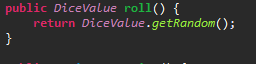 public DiceValue roll() {
    return DiceValue.getRandom();
}